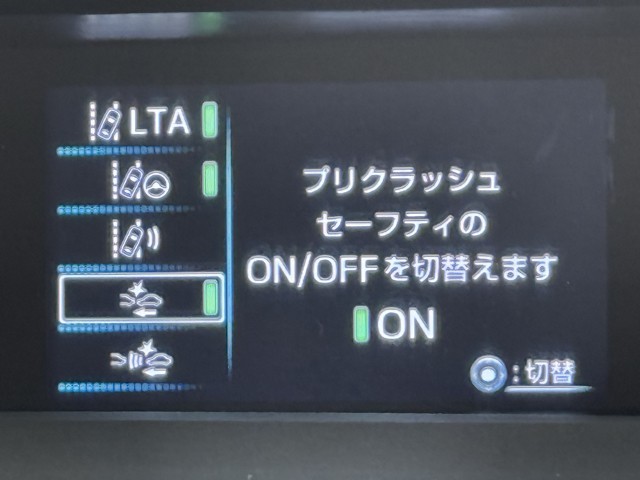 LTA
プリクラッシュ
セーフティの
ON/OFFを切替えます
ON
:切替